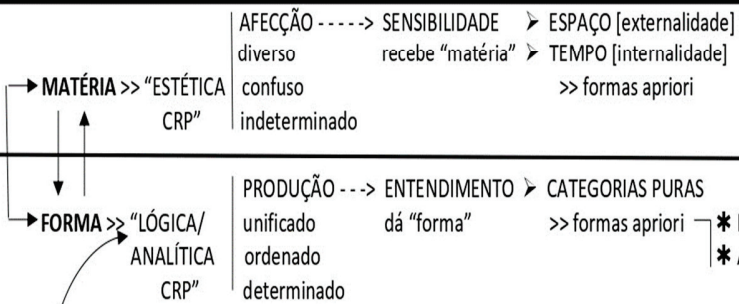 AFECÇÃO - - - - -> SENSIBILIDADE ➢ ESPAÇO [externalidade]
diverso recebe “matéria” ➢ TEMPO [internalidade]
MATÉRIA >> “ESTÉTICA confuso >> formas apriori
CRP” indeterminado
PRODUÇÃO - - -> ENTENDIMENTO ➢ CATEGORIAS PURAS
FORMA >> “LÓGICA/ unificado dá “forma” >> formas apriori ✱
ANALÍTICA ordenado ✱
CRP” determinado